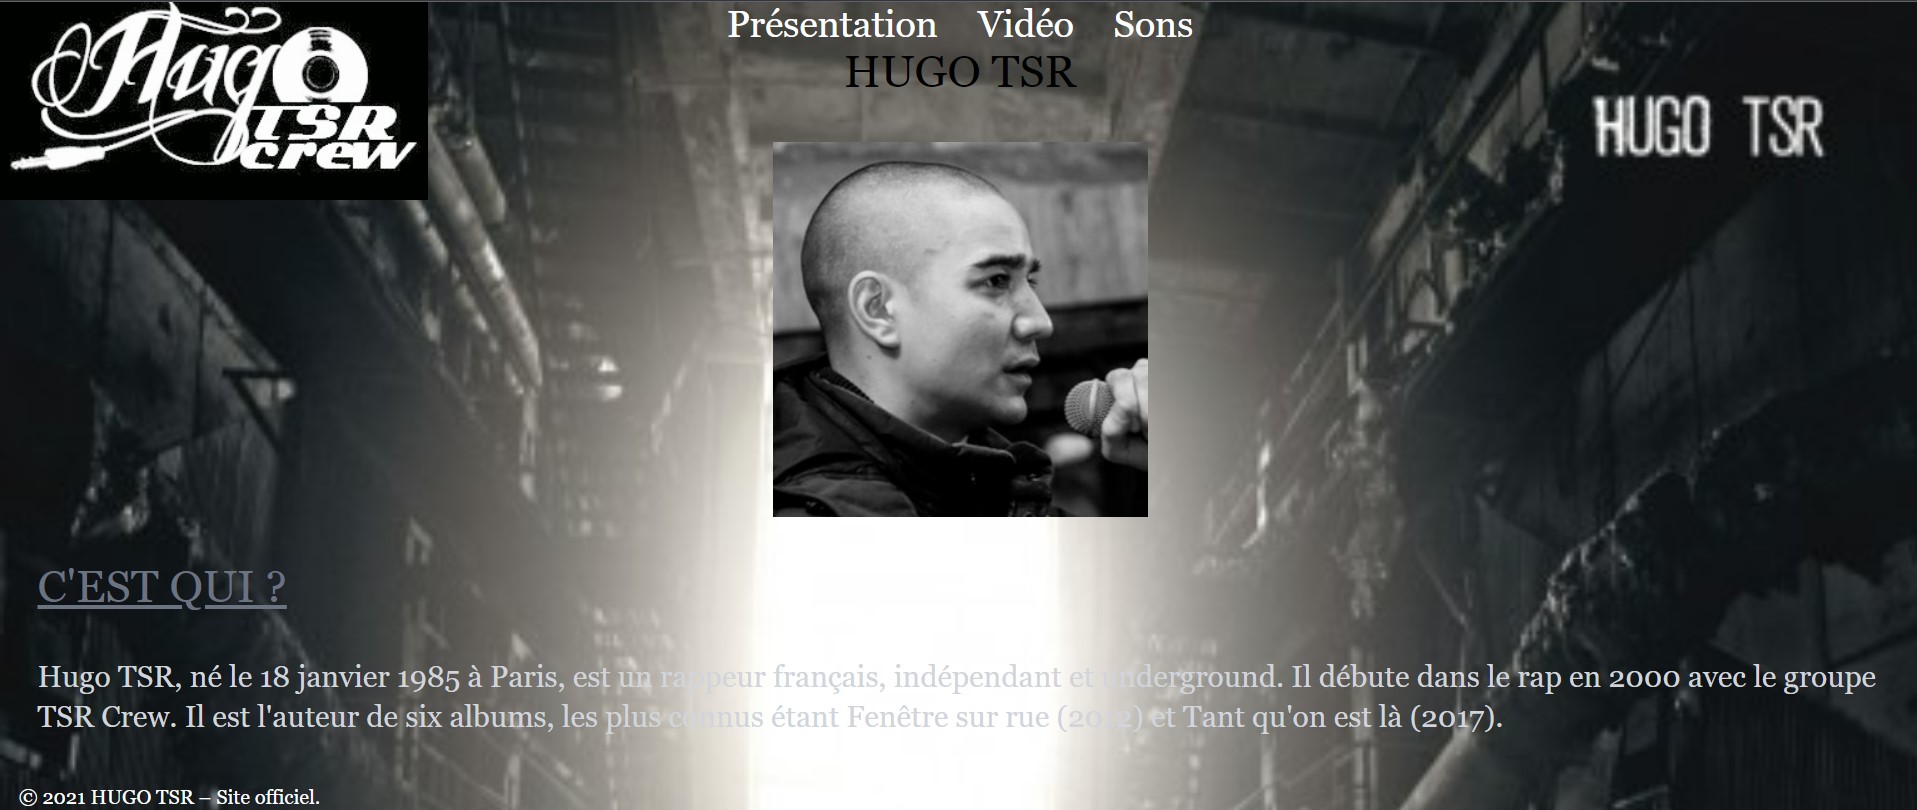 Hugo
TSR
crew
Présentation Vidéo Sons
HUGO TSR
HUGO TSR
C'EST QUI ?
Hugo TSR, né le 18 janvier 1985 à Paris, est un rappeur français, indépendant et underground. Il débute dans le rap en 2000 avec le groupe
TSR Crew. Il est l'auteur de six albums, les plus connus étant Fenêtre sur rue (2012) et Tant qu'on est là (2017).
© 2021 HUGO TSR – Site officiel.